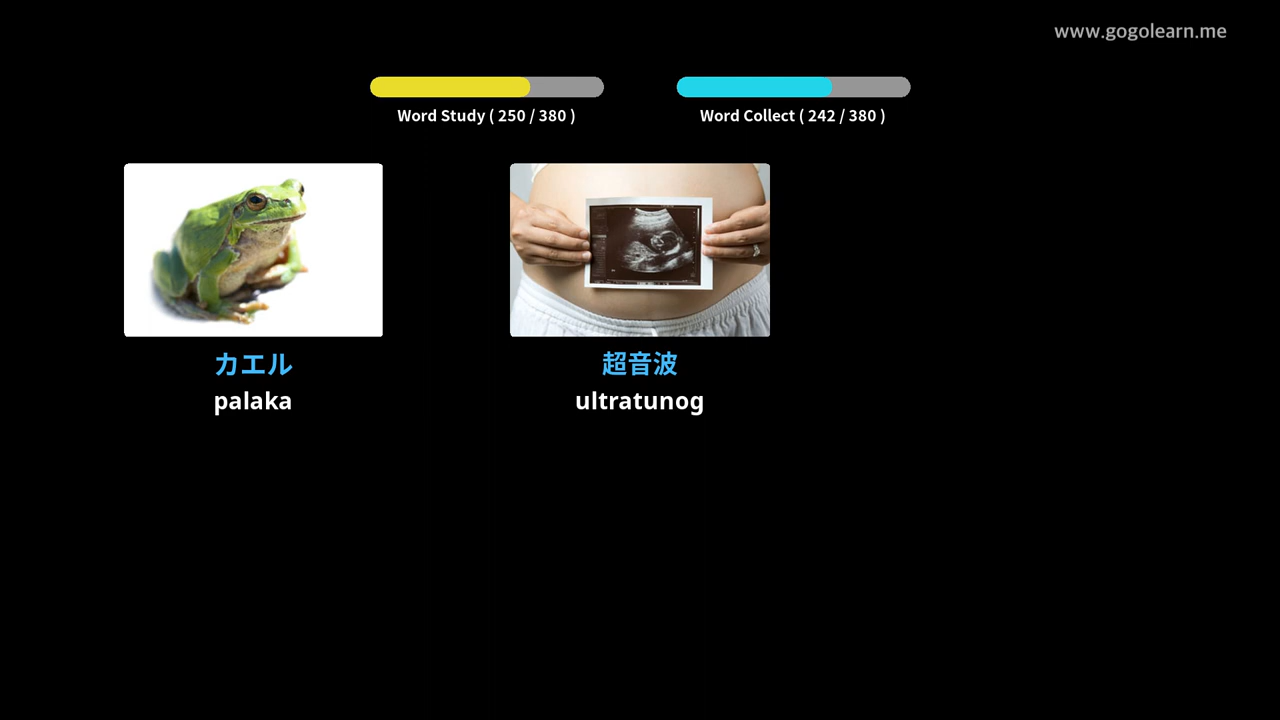 www.gogolearn.me
Word Study ( 250 / 380 )
Word Collect ( 242 / 380 )
カエル
palaka
超音波
ultratunog